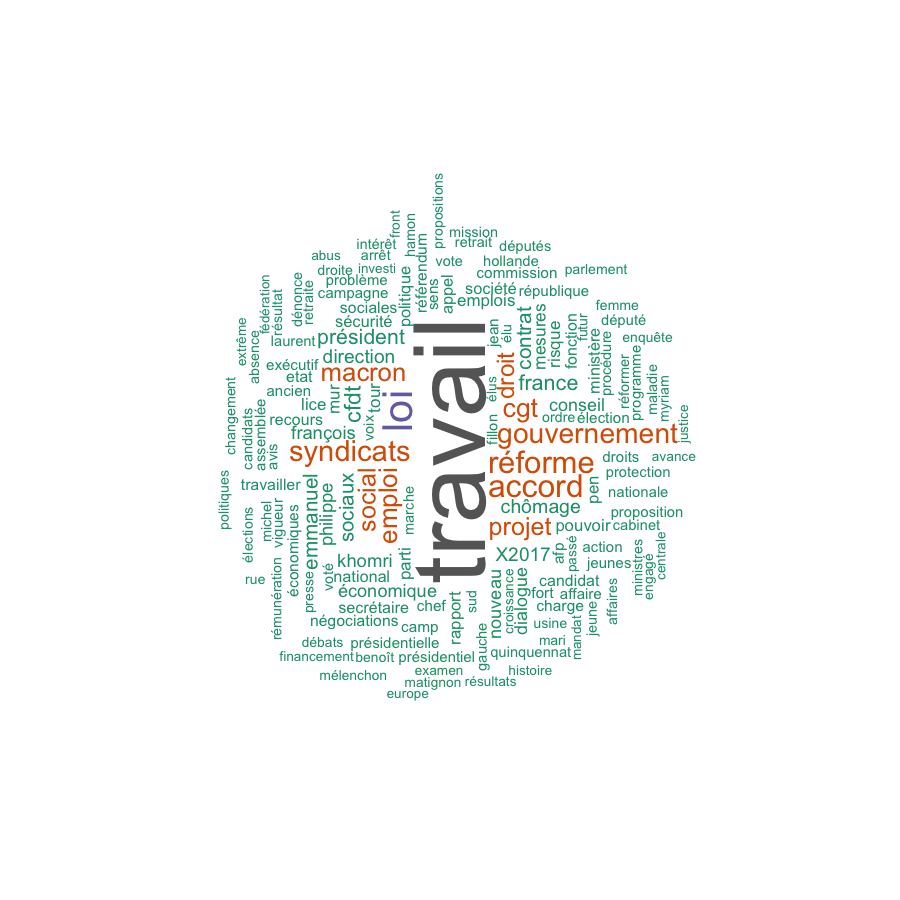 propositions
front
hamon
mission
intérêt
retrait
députés
abus
arrêt
référendum
vote
hollande
droite
investi
politique
sens
appel
commission
parlement
fédération
résultat
dénonce
retraite
problème
campagne
société
république
emplois
sociales
femme
extrême
absence
sécurité
député
laurent
président
jean
élu
contrat
mesures
risque
fonction
futur
enquête
exécutif
direction
droit
ministère
procédure
réformer
programme
maladie
myriam
etat
macron
france
changement
ancien
mur
cfdt
tour
loi
travail
élus
candidats
assemblée
avis
lice
cgt
conseil
justice
recours
voix
ordre
élection
françois
fillon
gouvernement
syndicats
réforme
droits
avance
politiques
travailler
emmanuel
philippe
sociaux
social
emploi
accord
pen
protection
nationale
marche
chômage
élections
michel
vigueur
économiques
projet
pouvoir
cabinet
proposition
khomri
parti
X2017
afp
passé
action
jeunes
ministres
engagé
centrale
rue
rémunération
presse
voté
national
candidat
économique
croissance
dialogue
nouveau
fort
affaire
secrétaire
chef
rapport
sud
charge
jeune
affaires
négociations
camp
usine
mandat
débats
présidentielle
gauche
mari
financement
benoît
présidentiel
quinquennat
examen
histoire
mélenchon
matignon
résultats
europe